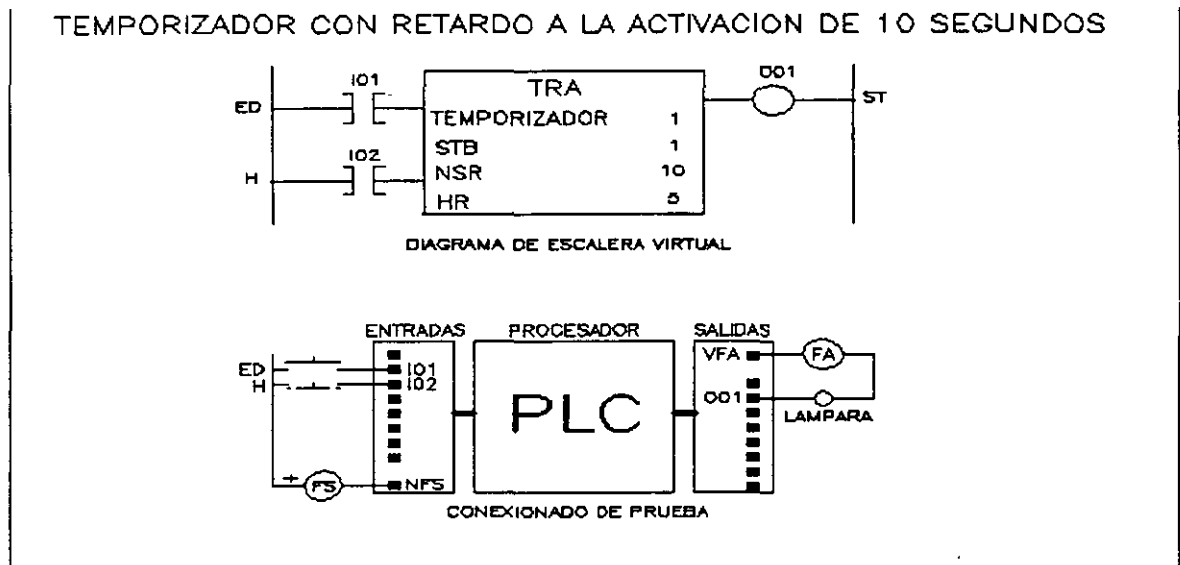 TEMPORIZADOR CON RETARDO A LA ACTIVACION DE 10 SEGUNDOS
I01
TRA
O01
ED
ST
TEMPORIZADOR 1
STB 1
I02
H
NSR 10
HR 5
DIAGRAMA DE ESCALERA VIRTUAL
ENTRADAS PROCESADOR SALIDAS
VFA FA
ED I01
H I02
PLC
O01
LAMPARA
+
FS NFS
CONEXIONADO DE PRUEBA